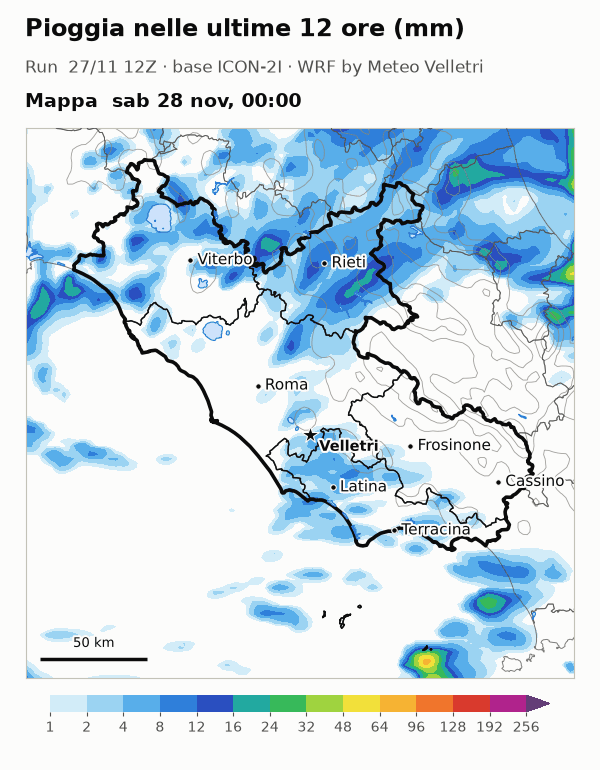 Pioggia nelle ultime 12 ore (mm)
Run  27/11 12Z · base ICON-2I · WRF by Meteo Velletri
Mappa  sab 28 nov, 00:00
Viterbo
Rieti
Roma
Velletri
Frosinone
Latina
Cassino
Terracina
50 km
1 2 4 8 12 16 24 32 48 64 96 128 192 256